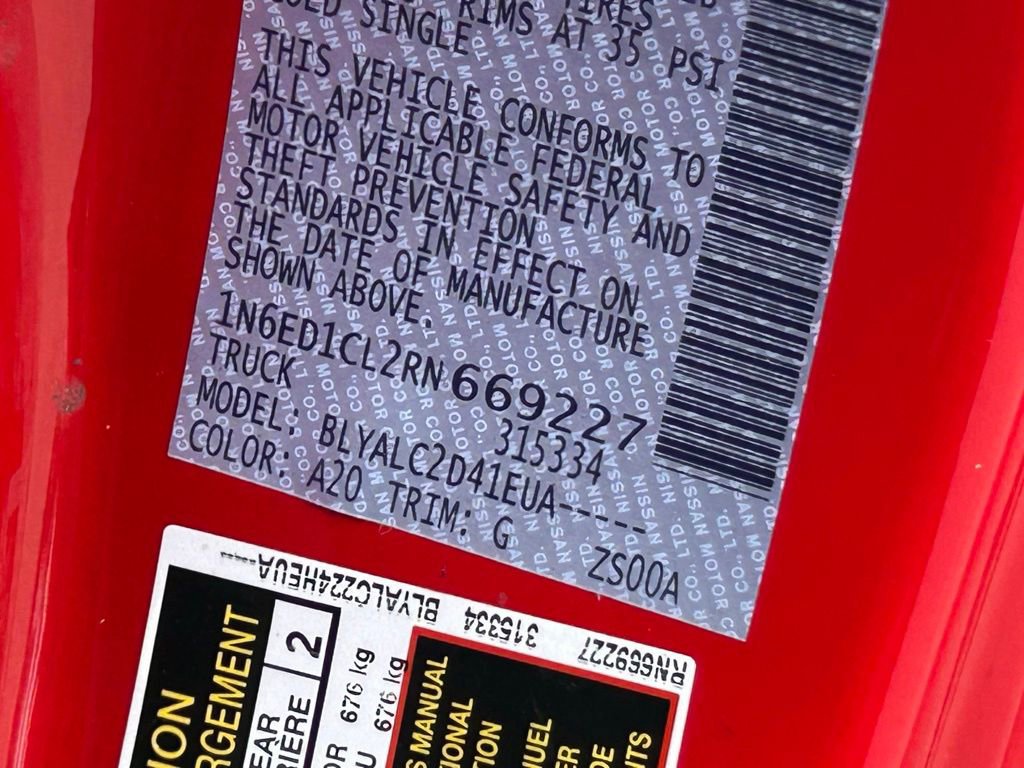 TIRES
RIMS AT 35 PSI
SINGLE
THIS VEHICLE CONFORMS TO
ALL APPLICABLE FEDERAL
MOTOR VEHICLE SAFETY AND
THEFT PREVENTION
STANDARDS IN EFFECT ON
THE DATE OF MANUFACTURE
SHOWN ABOVE.
1N6ED1CL2RN669227
TRUCK 315334
MODEL: BLYALC2D41EUA-----
COLOR: A20 TRIM: G ZS00A
RN669227 315334 BLYALC224HEUA----
2
676 kg
676 kg
MANUAL